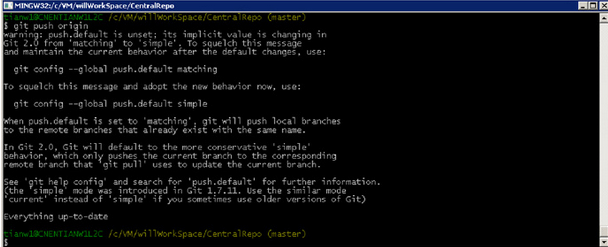 MINGW32:/c/VM/willWorkSpace/CentralRepo
tianwl@CNENTIANW1L2C /c/VM/willWorkSpace/CentralRepo (master)
$ git push origin
warning: push.default is unset; its implicit value is changing in
Git 2.0 from 'matching' to 'simple'. To squelch this message
and maintain the current behavior after the default changes, use:
git config --global push.default matching
To squelch this message and adopt the new behavior now, use:
git config --global push.default simple
When push.default is set to 'matching', git will push local branches
to the remote branches that already exist with the same name.
In Git 2.0, Git will default to the more conservative 'simple'
behavior, which only pushes the current branch to the corresponding
remote branch that 'git pull' uses to update the current branch.
See 'git help config' and search for 'push.default' for further information.
(the 'simple' mode was introduced in Git 1.7.11. Use the similar mode
'current' instead of 'simple' if you sometimes use older versions of Git)
Everything up-to-date
tianwl@CNENTIANW1L2C /c/VM/willWorkSpace/CentralRepo (master)
$